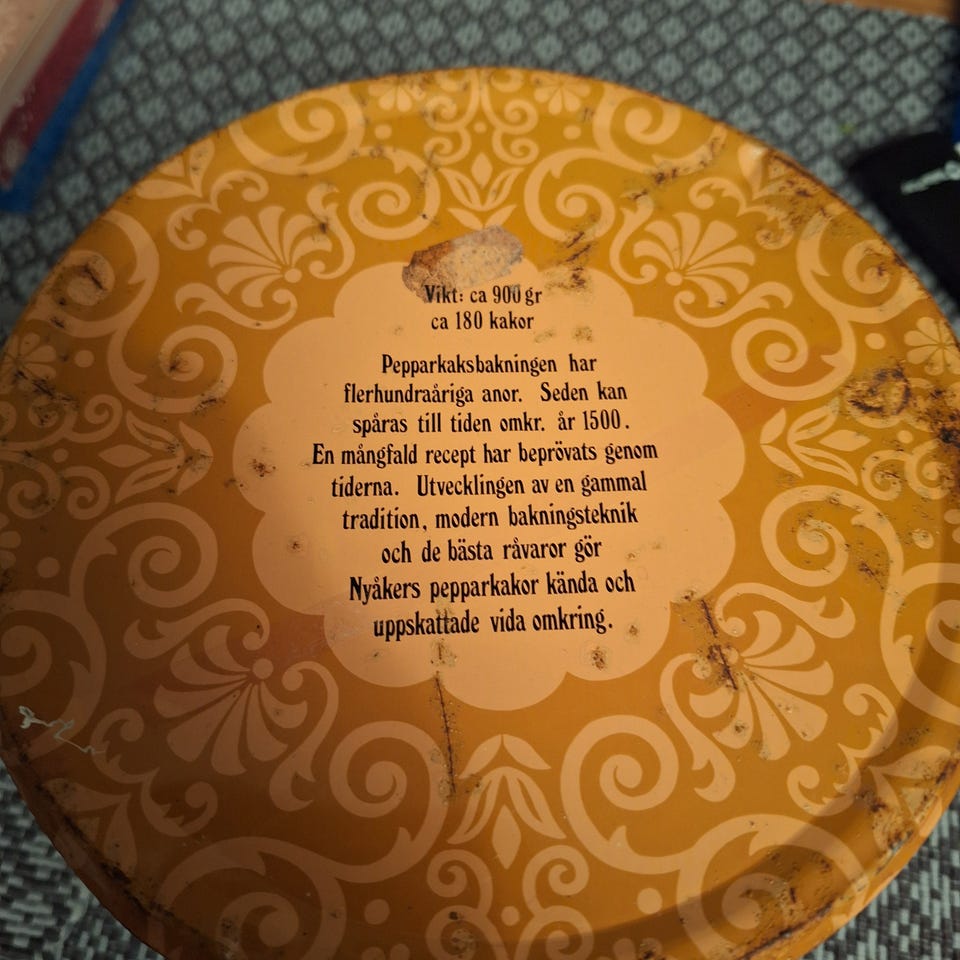 Vikt: ca 900 gr
ca 180 kakor
Pepparkaksbakningen har
flerhundraåriga anor. Seden kan
spåras till tiden omkr. år 1500.
En mångfald recept har beprövats genom
tiderna. Utvecklingen av en gammal
tradition, modern bakningsteknik
och de bästa råvaror gör
Nyåkers pepparkakor kända och
uppskattade vida omkring.